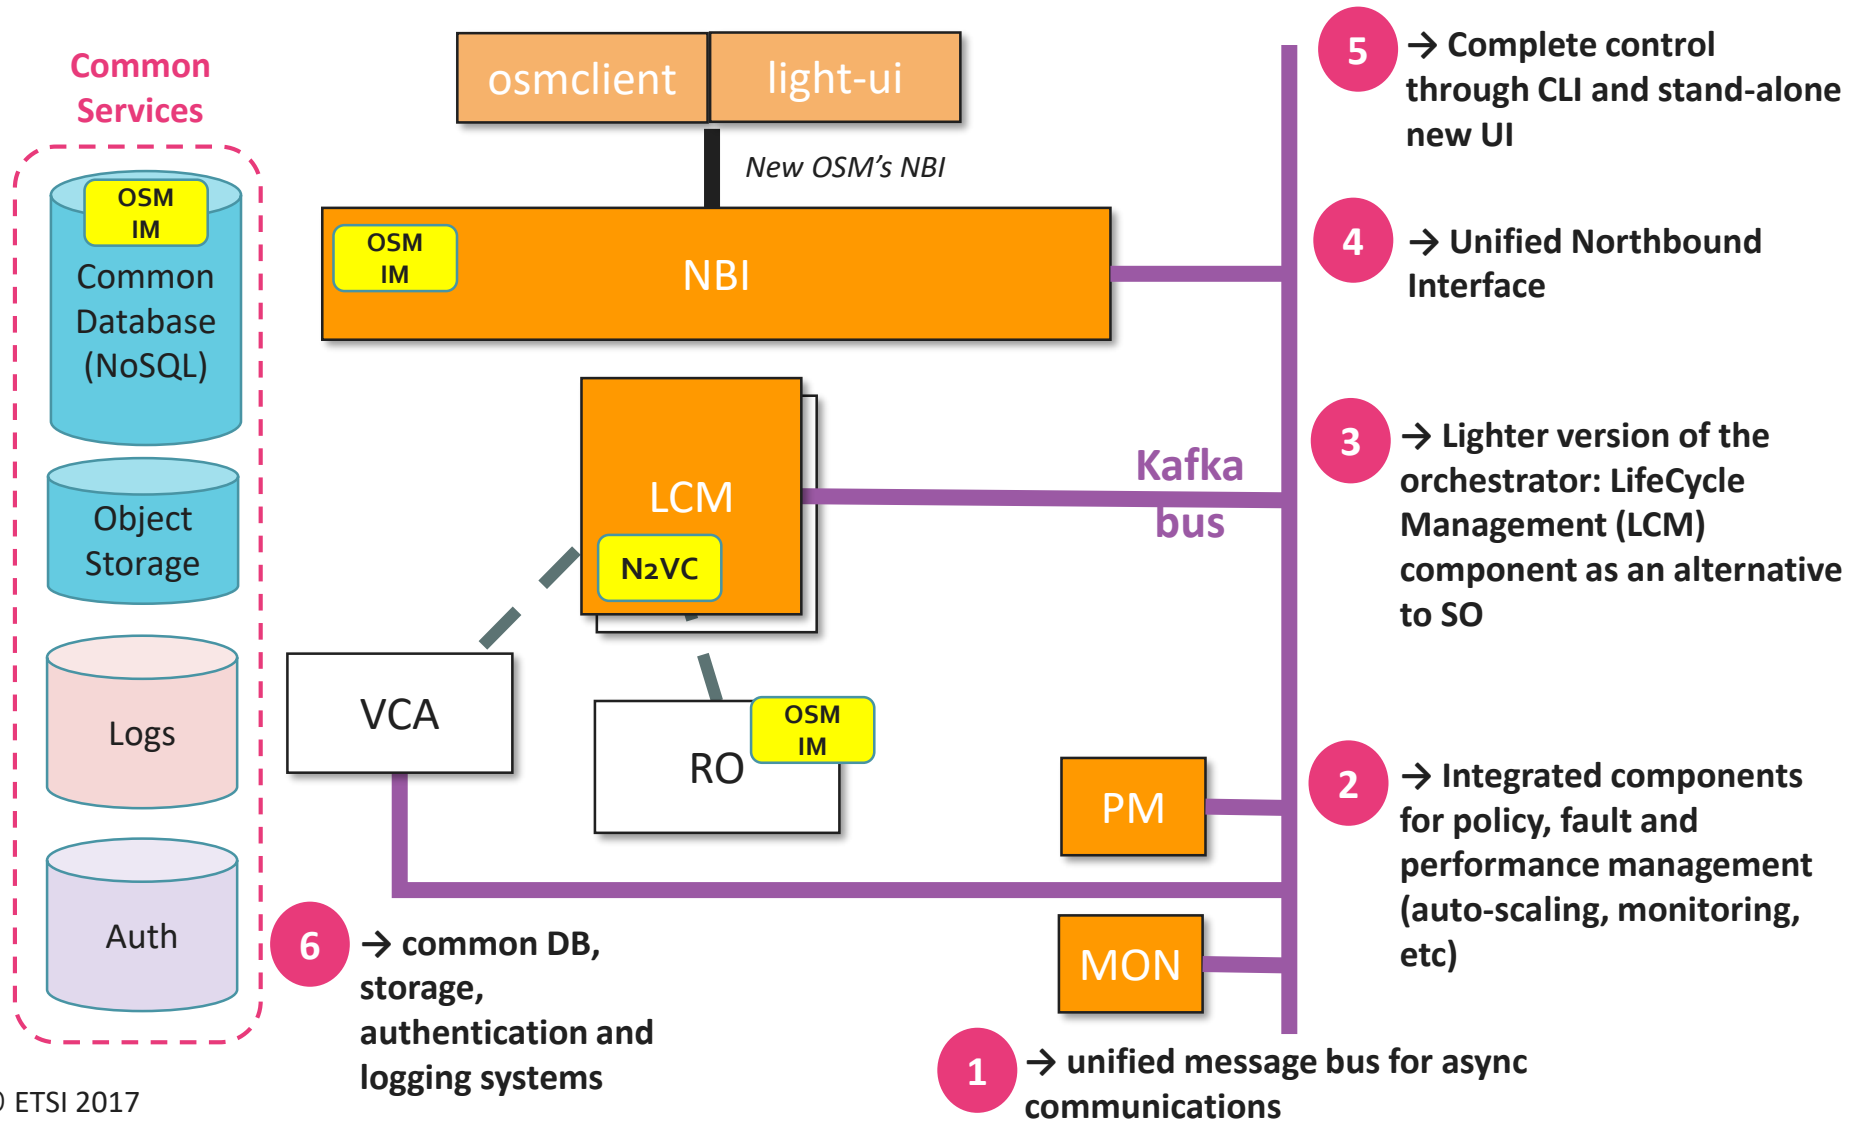 Common
Services
OSM
IM
Common
Database
(NoSQL)
Object
Storage
Logs
Auth
osmclient
light-ui
New OSM's NBI
OSM
IM
NBI
LCM
N2VC
Kafka
bus
VCA
RO
OSM
IM
PM
MON
5
→ Complete control
through CLI and stand-alone
new UI
4
→ Unified Northbound
Interface
3
→ Lighter version of the
orchestrator: LifeCycle
Management (LCM)
component as an alternative
to SO
2
→ Integrated components
for policy, fault and
performance management
(auto-scaling, monitoring,
etc)
6
→ common DB,
storage,
authentication and
logging systems
1
→ unified message bus for async
communications
© ETSI 2017